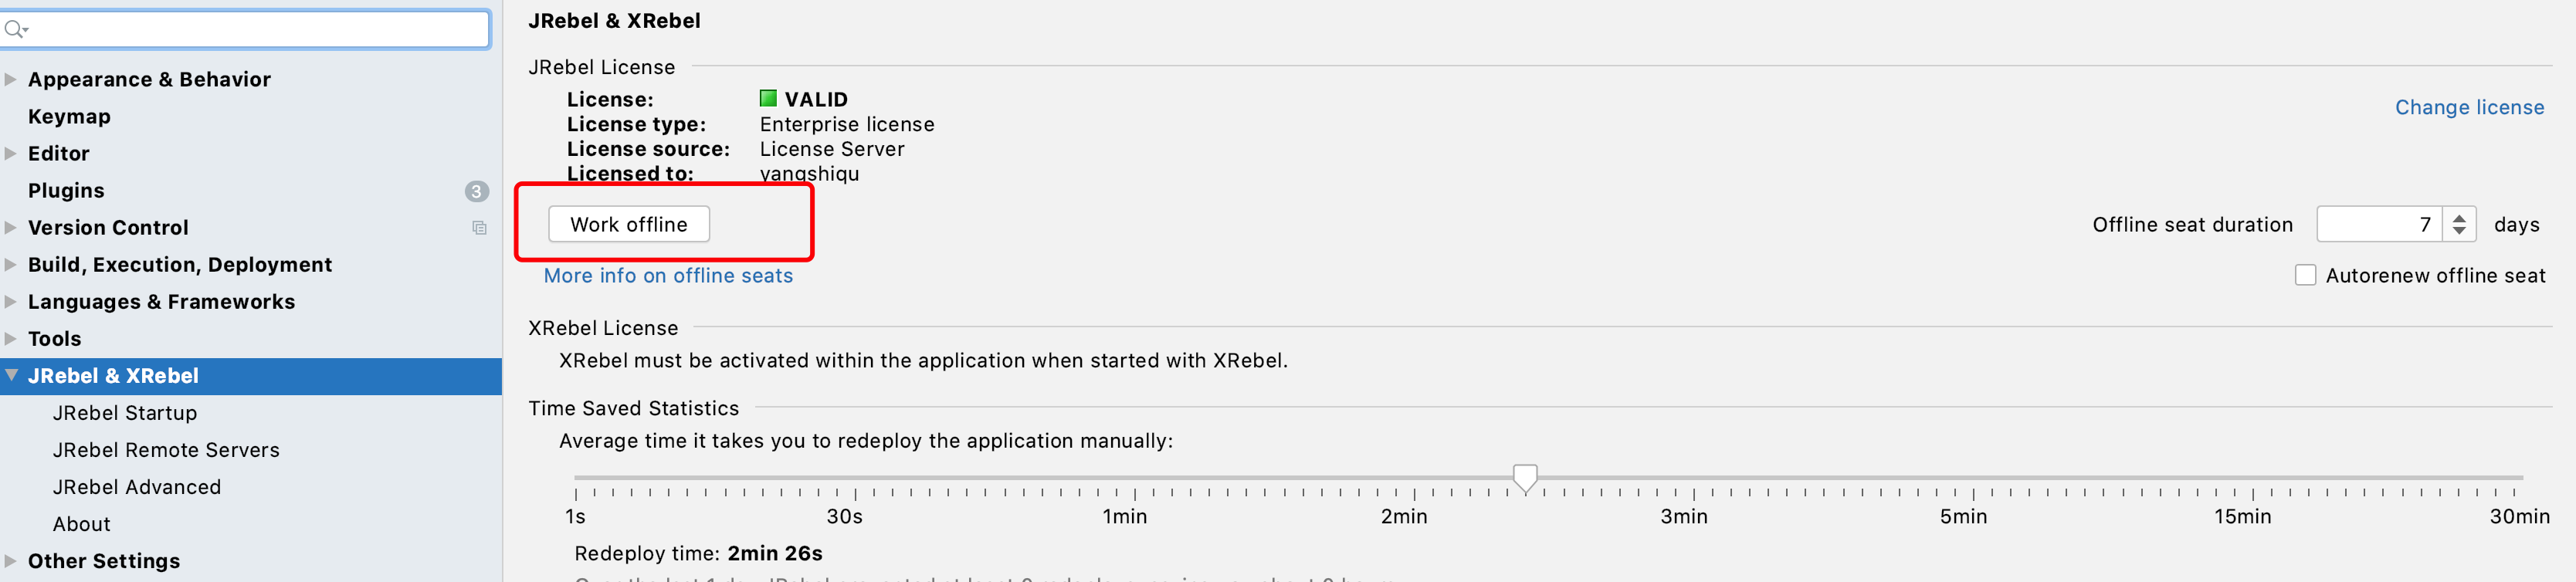 JRebel & XRebel
Appearance & Behavior
Keymap
Editor
Plugins 3
Version Control
Build, Execution, Deployment
Languages & Frameworks
Tools
JRebel & XRebel
JRebel Startup
JRebel Remote Servers
JRebel Advanced
About
Other Settings
JRebel License
License: VALID
License type: Enterprise license
License source: License Server
Licensed to: yangshiqu
Change license
Work offline
Offline seat duration 7 days
More info on offline seats
Autorenew offline seat
XRebel License
XRebel must be activated within the application when started with XRebel.
Time Saved Statistics
Average time it takes you to redeploy the application manually:
1s 30s 1min 2min 3min 5min 15min 30min
Redeploy time: 2min 26s